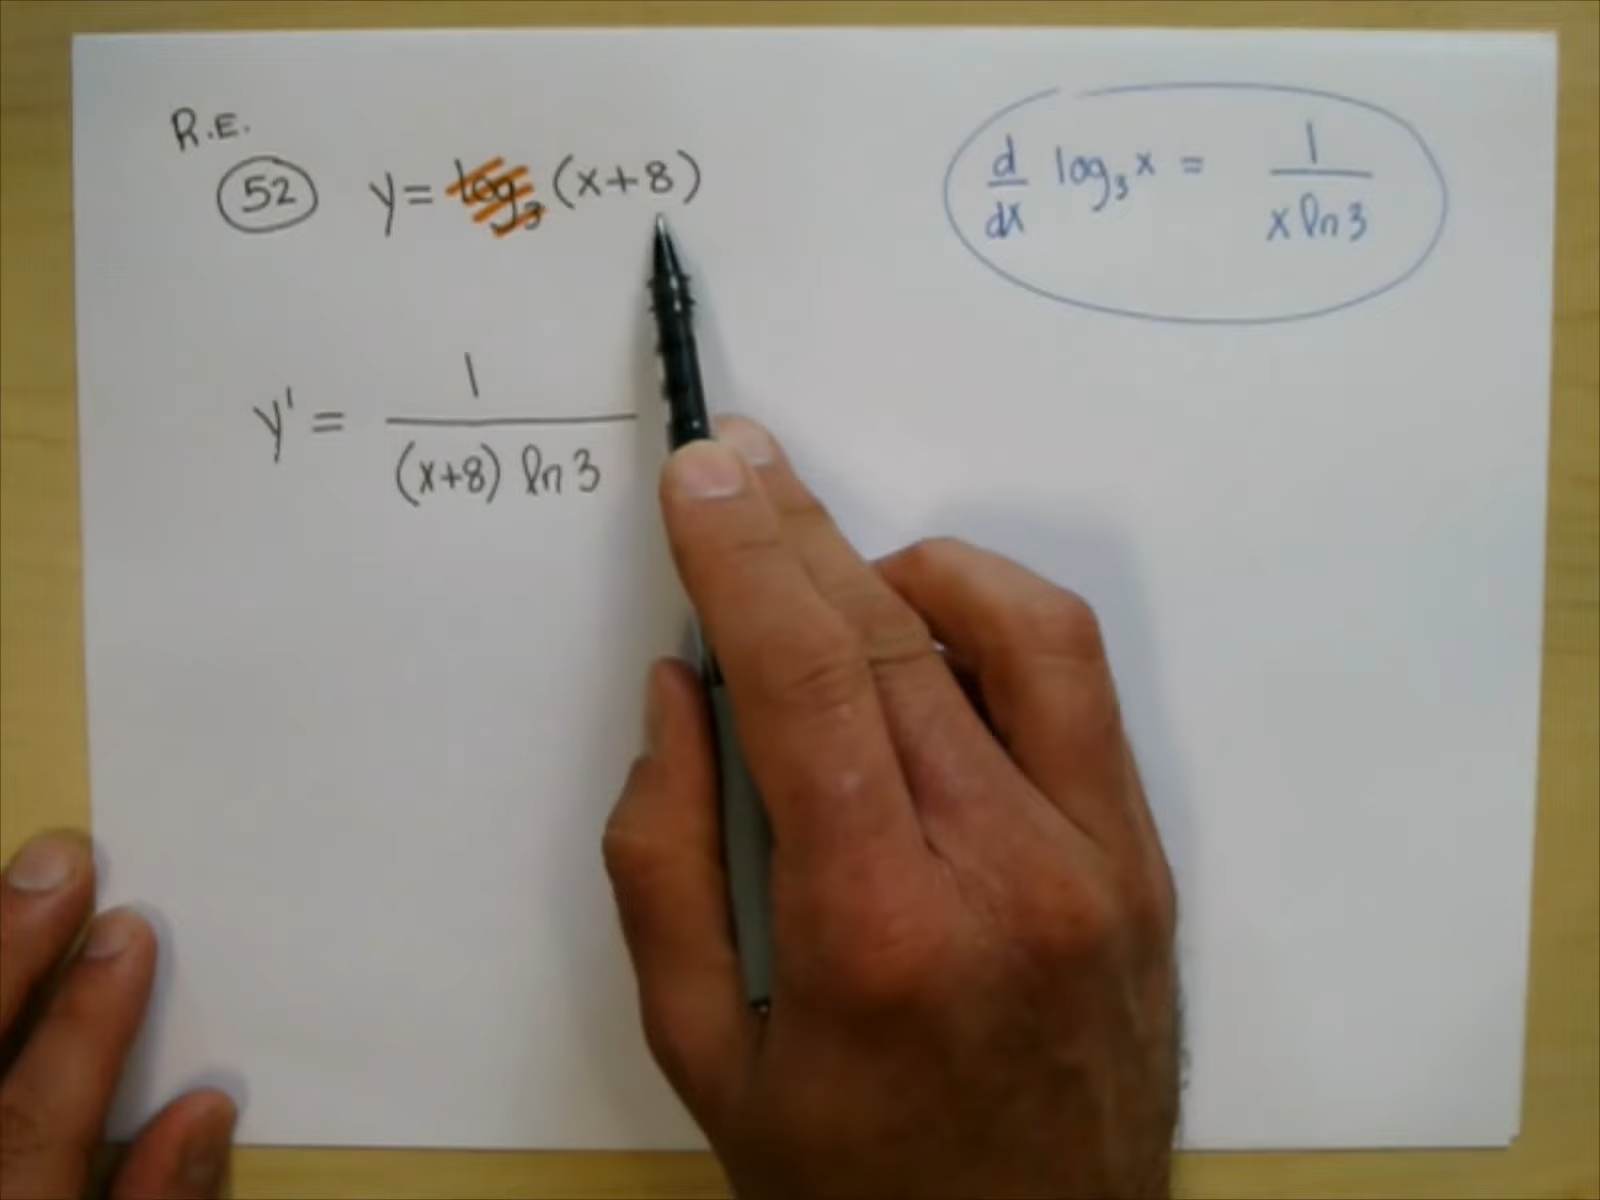 R.E.
52 y = log₃ (x+8)
d/dx log₃ x = 1/(x ln 3)
y' = 1/((x+8) ln 3)